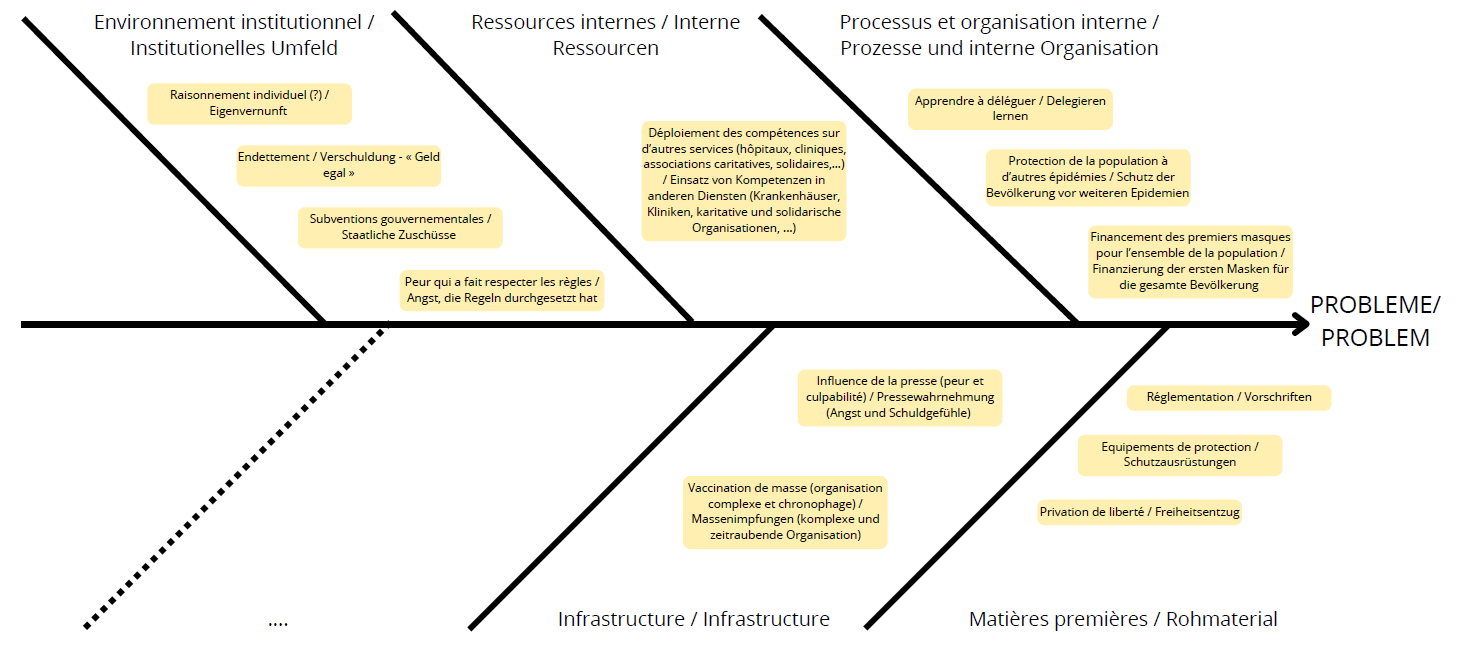 Environnement institutionnel /
Institutionelles Umfeld
Raisonnement individuel (?) /
Eigenvernunft
Endettement / Verschuldung - « Geld
egal »
Subventions gouvernementales /
Staatliche Zuschüsse
Peur qui a fait respecter les règles /
Angst, die Regeln durchgesetzt hat
Ressources internes / Interne
Ressourcen
Déploiement des compétences sur
d’autres services (hôpitaux, cliniques,
associations caritatives, solidaires,...)
/ Einsatz von Kompetenzen in
anderen Diensten (Krankenhäuser,
Kliniken, karitative und solidarische
Organisationen, ...)
Processus et organisation interne /
Prozesse und interne Organisation
Apprendre à déléguer / Delegieren
lernen
Protection de la population à
d’autres épidémies / Schutz der
Bevölkerung vor weiteren Epidemien
Financement des premiers masques
pour l’ensemble de la population /
Finanzierung der ersten Masken für
die gesamte Bevölkerung
PROBLEME/
PROBLEM
....
Influence de la presse (peur et
culpabilité) / Pressewahrnehmung
(Angst und Schuldgefühle)
Vaccination de masse (organisation
complexe et chronophage) /
Massenimpfungen (komplexe und
zeitraubende Organisation)
Infrastructure / Infrastructure
Réglementation / Vorschriften
Equipements de protection /
Schutzausrüstungen
Privation de liberté / Freiheitsentzug
Matières premières / Rohmaterial